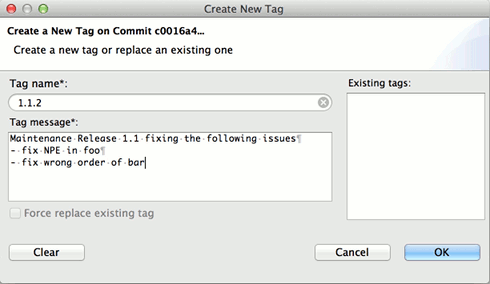 Create New Tag
Create a New Tag on Commit c0016a4...
Create a new tag or replace an existing one
Tag name*:
1.1.2
Tag message*:
Maintenance Release 1.1 fixing the following issues¶
- fix NPE in foo¶
- fix wrong order of bar
Force replace existing tag
Existing tags:
Clear
Cancel
OK